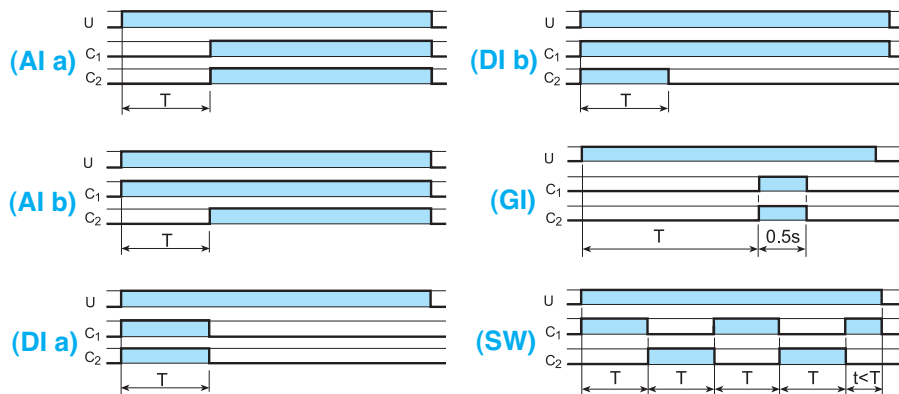 (AI a)
U
C1
C2
T
(AI b)
U
C1
C2
T
(DI a)
U
C1
C2
T
(DI b)
U
C1
C2
T
(GI)
U
C1
C2
T 0.5s
(SW)
U
C1
C2
T T T T t<T